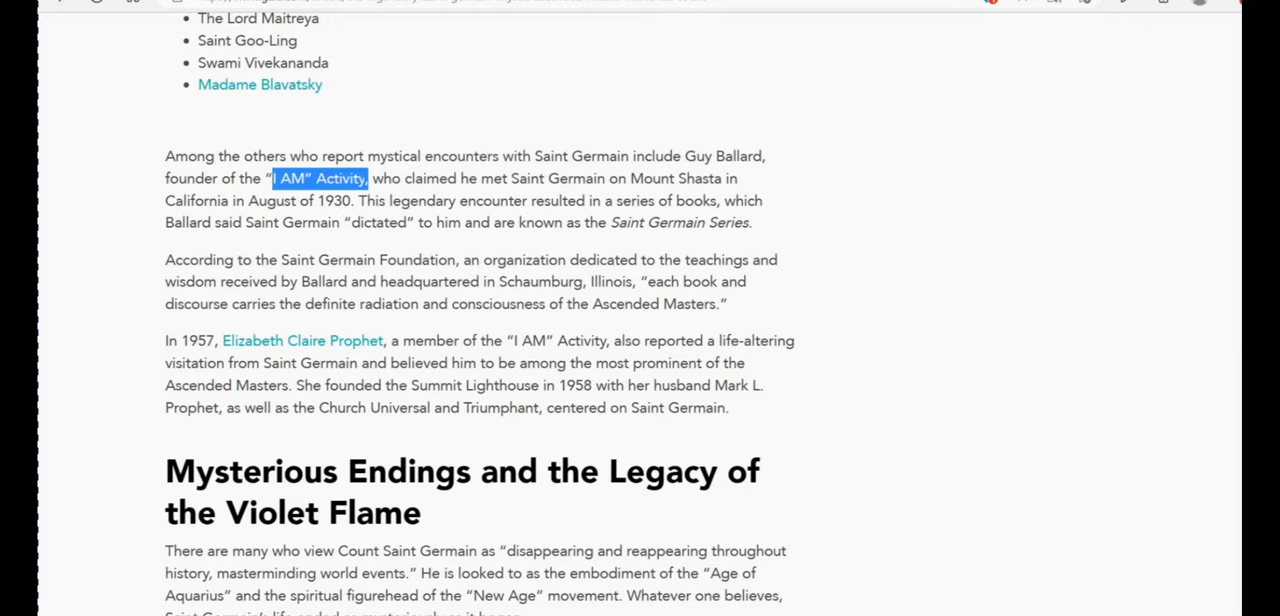 The Lord Maitreya
Saint Goo-Ling
Swami Vivekananda
Madame Blavatsky
Among the others who report mystical encounters with Saint Germain include Guy Ballard,
founder of the “I AM” Activity, who claimed he met Saint Germain on Mount Shasta in
California in August of 1930. This legendary encounter resulted in a series of books, which
Ballard said Saint Germain “dictated” to him and are known as the Saint Germain Series.
According to the Saint Germain Foundation, an organization dedicated to the teachings and
wisdom received by Ballard and headquartered in Schaumburg, Illinois, “each book and
discourse carries the definite radiation and consciousness of the Ascended Masters.”
In 1957, Elizabeth Claire Prophet, a member of the “I AM” Activity, also reported a life-altering
visitation from Saint Germain and believed him to be among the most prominent of the
Ascended Masters. She founded the Summit Lighthouse in 1958 with her husband Mark L.
Prophet, as well as the Church Universal and Triumphant, centered on Saint Germain.
Mysterious Endings and the Legacy of
the Violet Flame
There are many who view Count Saint Germain as “disappearing and reappearing throughout
history, masterminding world events.” He is looked to as the embodiment of the “Age of
Aquarius” and the spiritual figurehead of the “New Age” movement. Whatever one believes,
Saint Germain's life ended as mysteriously as it began.